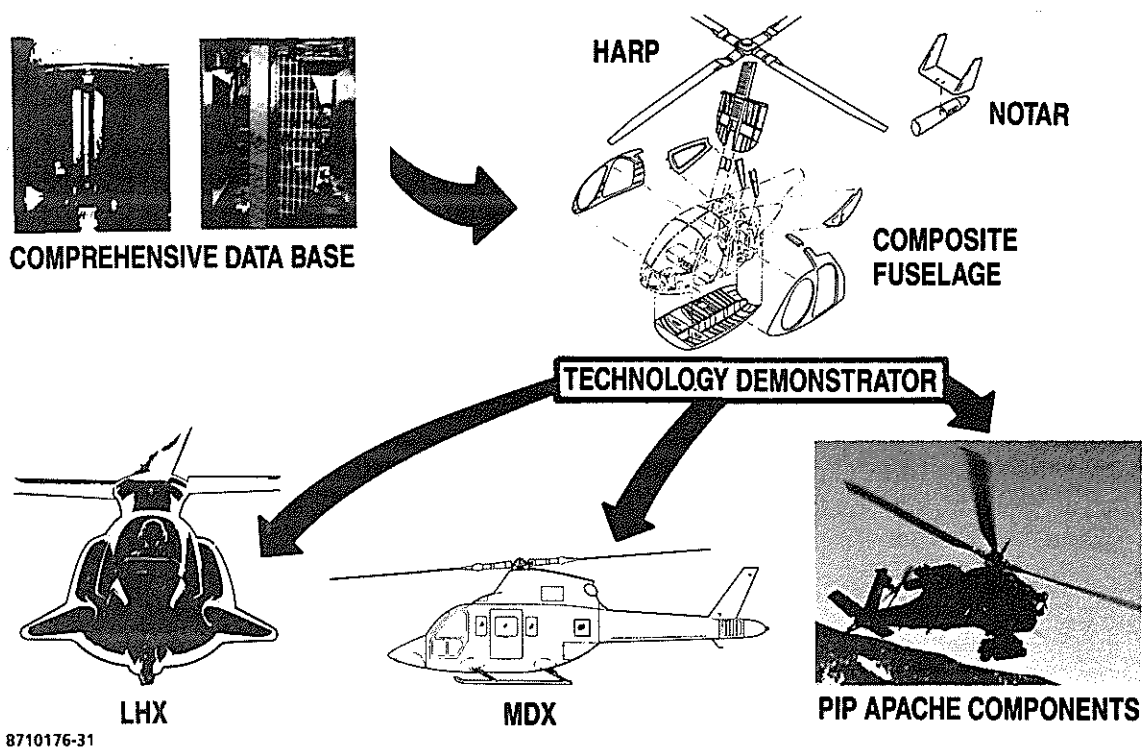 HARP
NOTAR
COMPREHENSIVE DATA BASE
COMPOSITE
FUSELAGE
TECHNOLOGY DEMONSTRATOR
LHX
MDX
PIP APACHE COMPONENTS
8710176-31